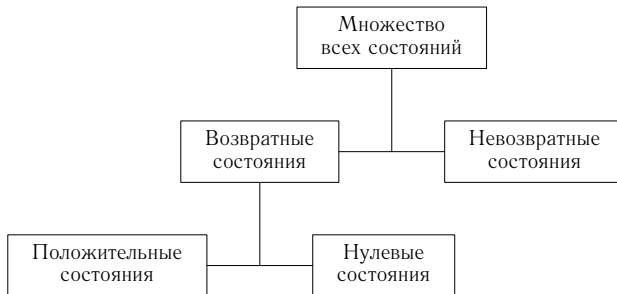 Множество
всех состояний
Возвратные
состояния
Невозвратные
состояния
Положительные
состояния
Нулевые
состояния